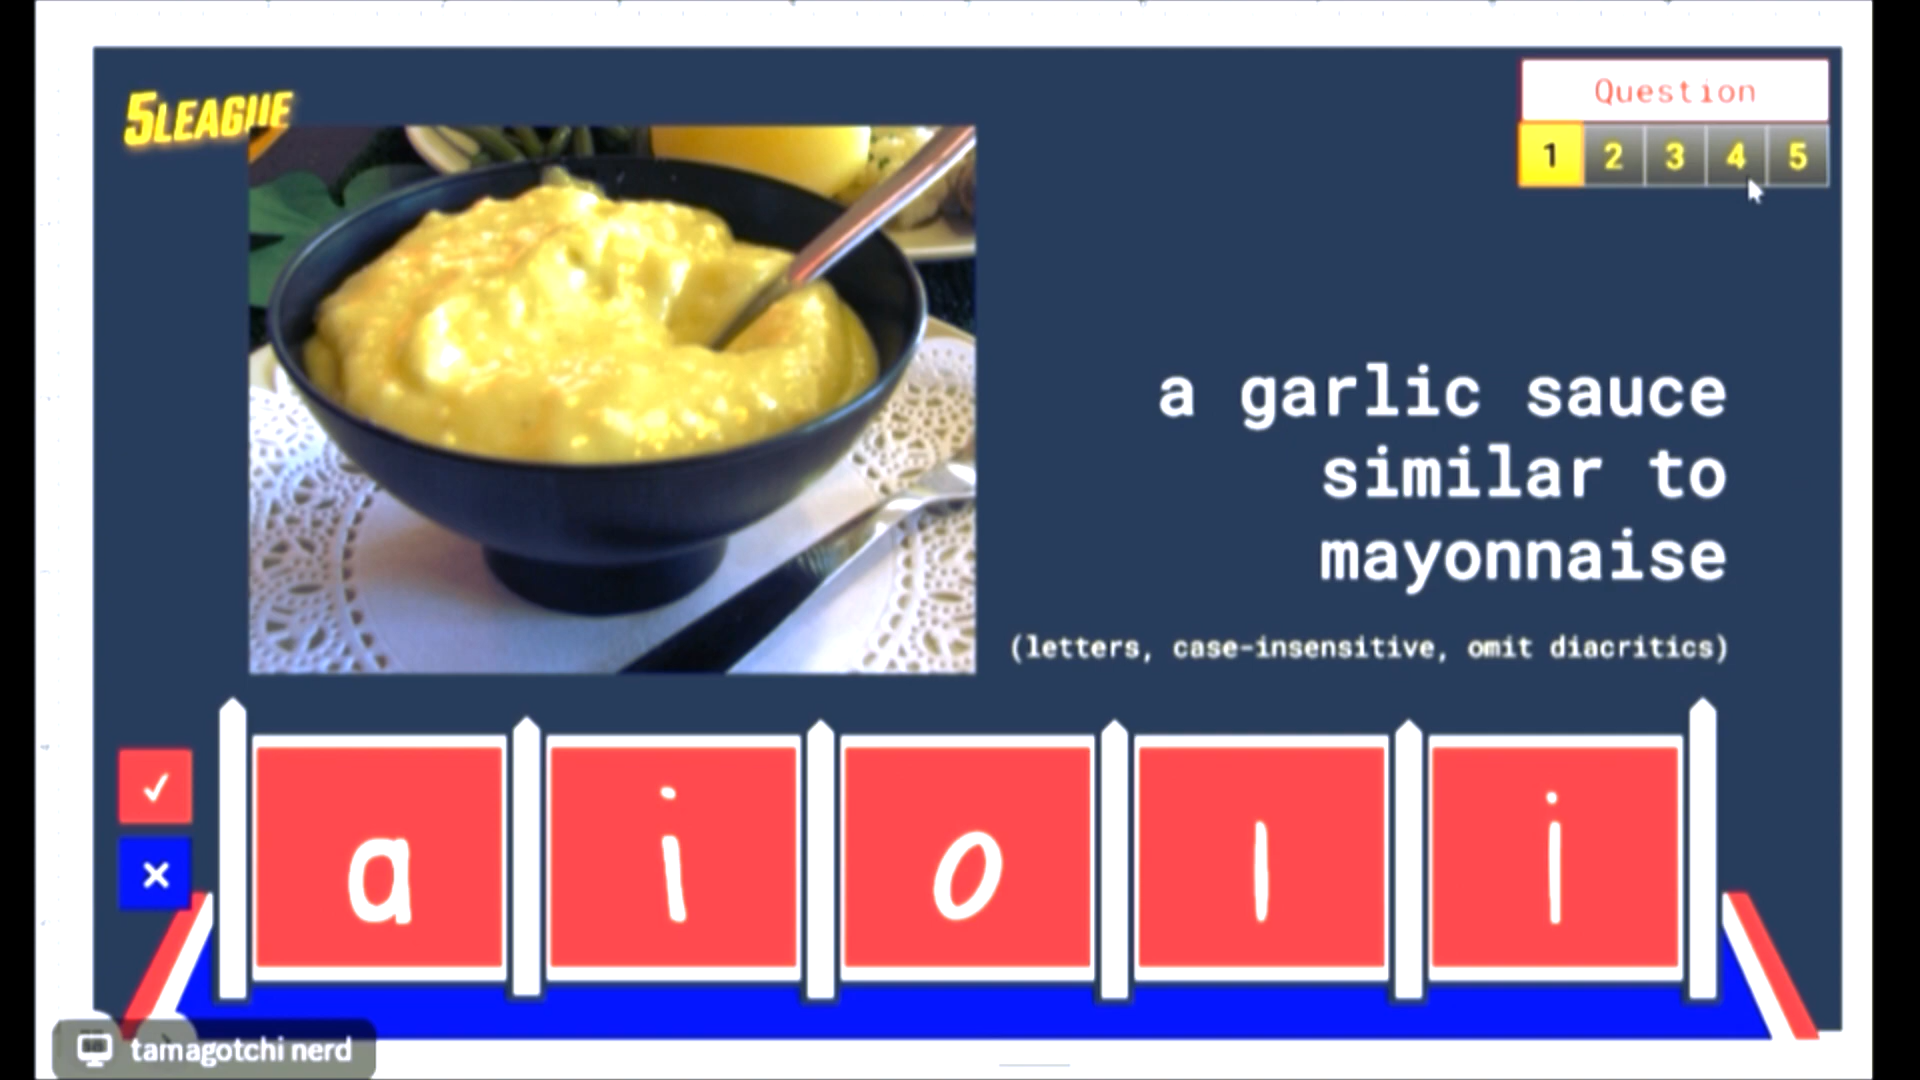 5LEAGUE
Question
1 2 3 4 5
a garlic sauce
similar to
mayonnaise
(letters, case-insensitive, omit diacritics)
✓
a i o l i
✕
tamagotchi nerd